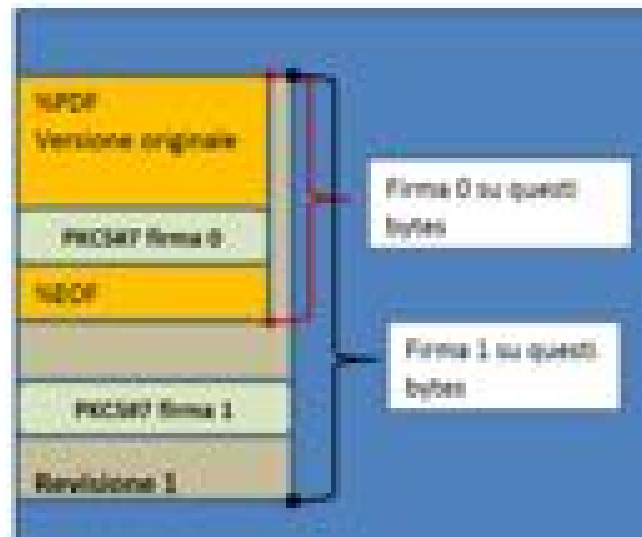 %PDF
Versione originale
PKCS#7 firma 0
%EOF
PKCS#7 firma 1
Revisione 1
Firma 0 su questi
bytes
Firma 1 su questi
bytes